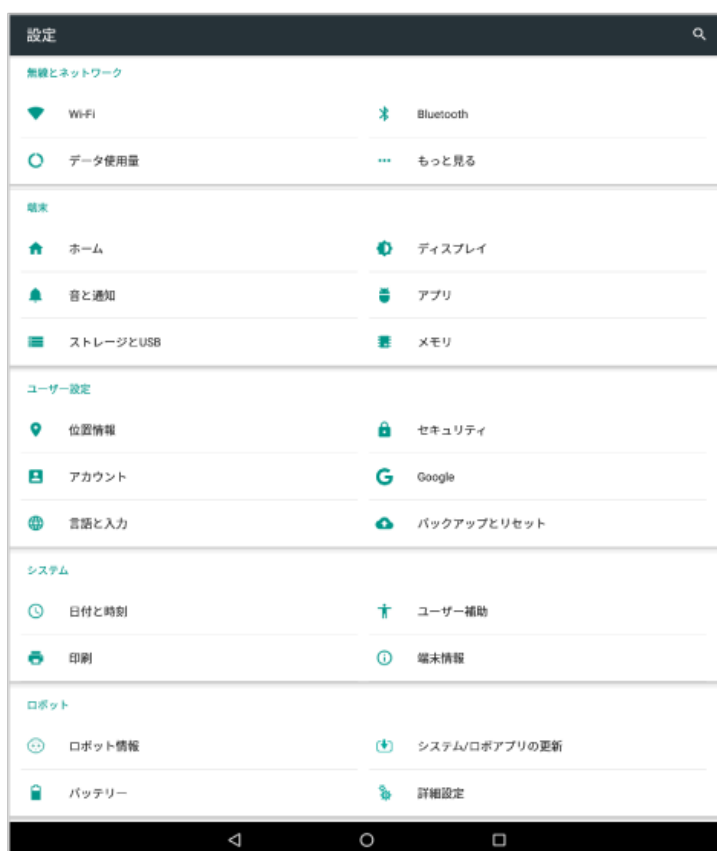 設定
無線とネットワーク
Wi-Fi
Bluetooth
データ使用量
もっと見る
端末
ホーム
ディスプレイ
音と通知
アプリ
ストレージとUSB
メモリ
ユーザー設定
位置情報
セキュリティ
アカウント
Google
言語と入力
バックアップとリセット
システム
日付と時刻
ユーザー補助
印刷
端末情報
ロボット
ロボット情報
システム/ロボアプリの更新
バッテリー
詳細設定